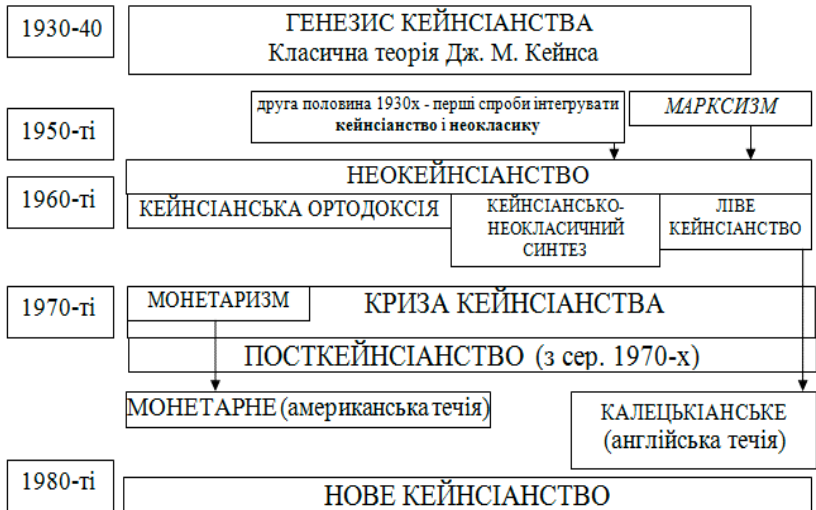 1930-40
ГЕНЕЗИС КЕЙНСІАНСТВА
Класична теорія Дж. М. Кейнса
друга половина 1930х - перші спроби інтегрувати
кейнсіанство і неокласику
МАРКСИЗМ
1950-ті
НЕОКЕЙНСІАНСТВО
1960-ті
КЕЙНСІАНСЬКА ОРТОДОКСІЯ
КЕЙНСІАНСЬКО-
НЕОКЛАСИЧНИЙ
СИНТЕЗ
ЛІВЕ
КЕЙНСІАНСТВО
1970-ті
МОНЕТАРИЗМ
КРИЗА КЕЙНСІАНСТВА
ПОСТКЕЙНСІАНСТВО (з сер. 1970-х)
МОНЕТАРНЕ (американська течія)
КАЛЕЦЬКІАНСЬКЕ
(англійська течія)
1980-ті
НОВЕ КЕЙНСІАНСТВО